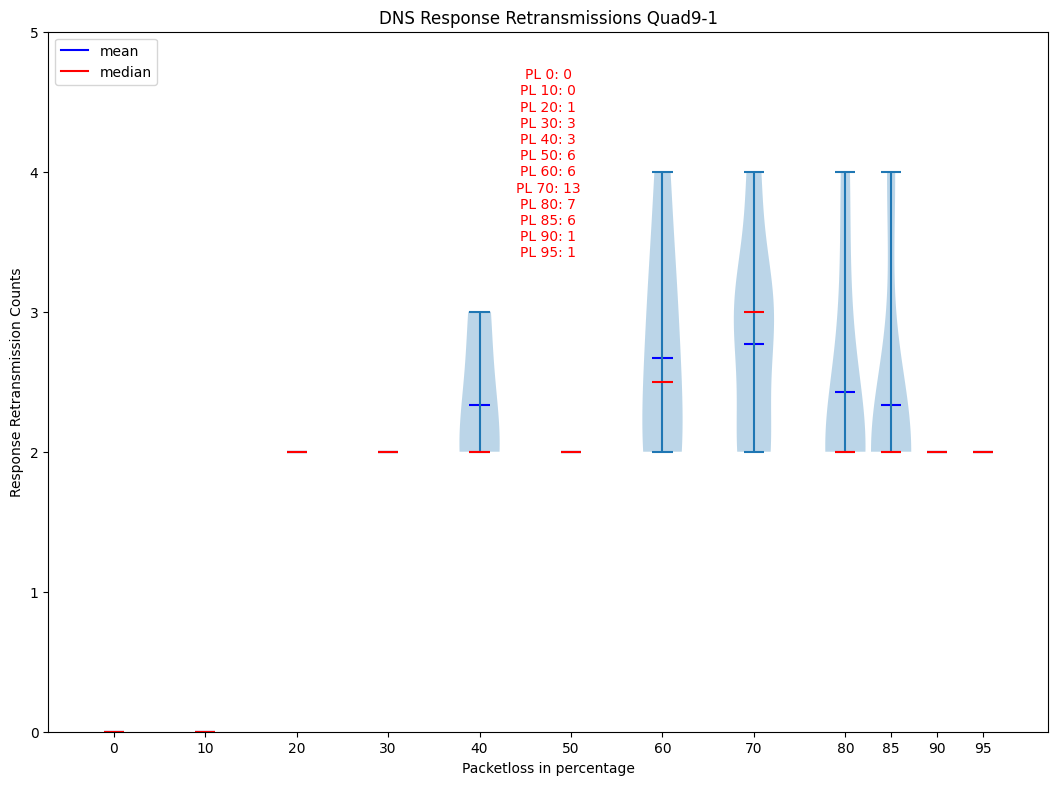 DNS Response Retransmissions Quad9-1
mean
median
PL 0: 0
PL 10: 0
PL 20: 1
PL 30: 3
PL 40: 3
PL 50: 6
PL 60: 6
PL 70: 13
PL 80: 7
PL 85: 6
PL 90: 1
PL 95: 1
Response Retransmission Counts
5
4
3
2
1
0
0 10 20 30 40 50 60 70 80 85 90 95
Packetloss in percentage